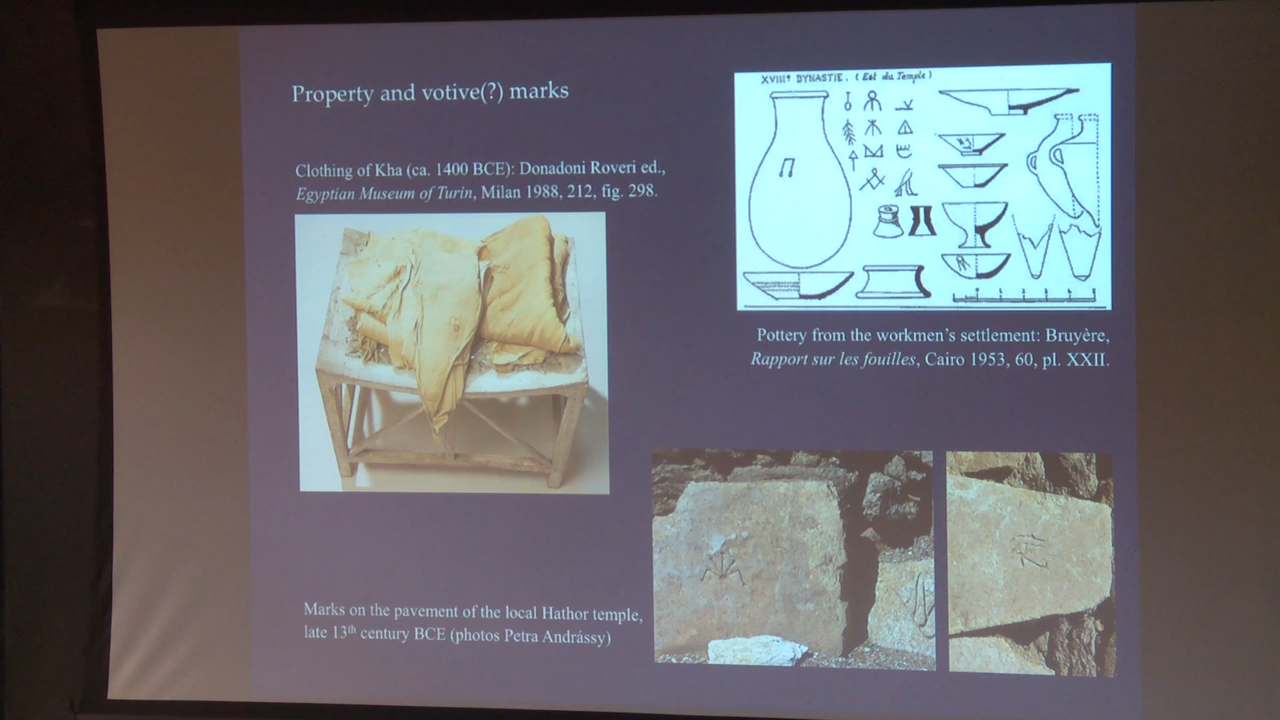 Property and votive(?) marks
Clothing of Kha (ca. 1400 BCE): Donadoni Roveri ed.,
Egyptian Museum of Turin, Milan 1988, 212, fig. 298.
XVIIIᵉ DYNASTIE. (Est du Temple)
Pottery from the workmen's settlement: Bruyère,
Rapport sur les fouilles, Cairo 1953, 60, pl. XXII.
Marks on the pavement of the local Hathor temple,
late 13th century BCE (photos Petra Andrássy)